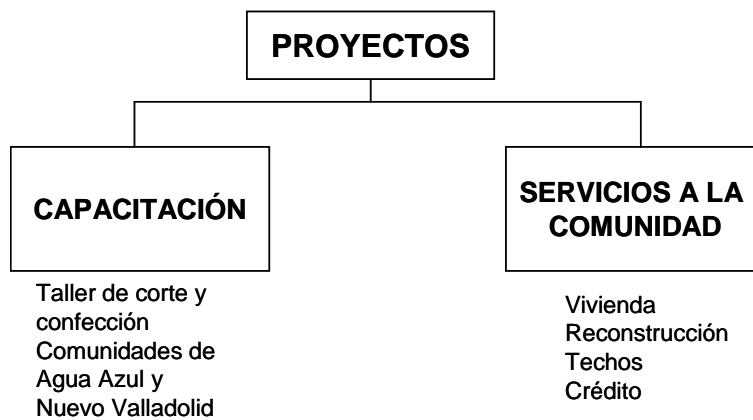 PROYECTOS
CAPACITACIÓN
Taller de corte y
confección
Comunidades de
Agua Azul y
Nuevo Valladolid
SERVICIOS A LA
COMUNIDAD
Vivienda
Reconstrucción
Techos
Crédito